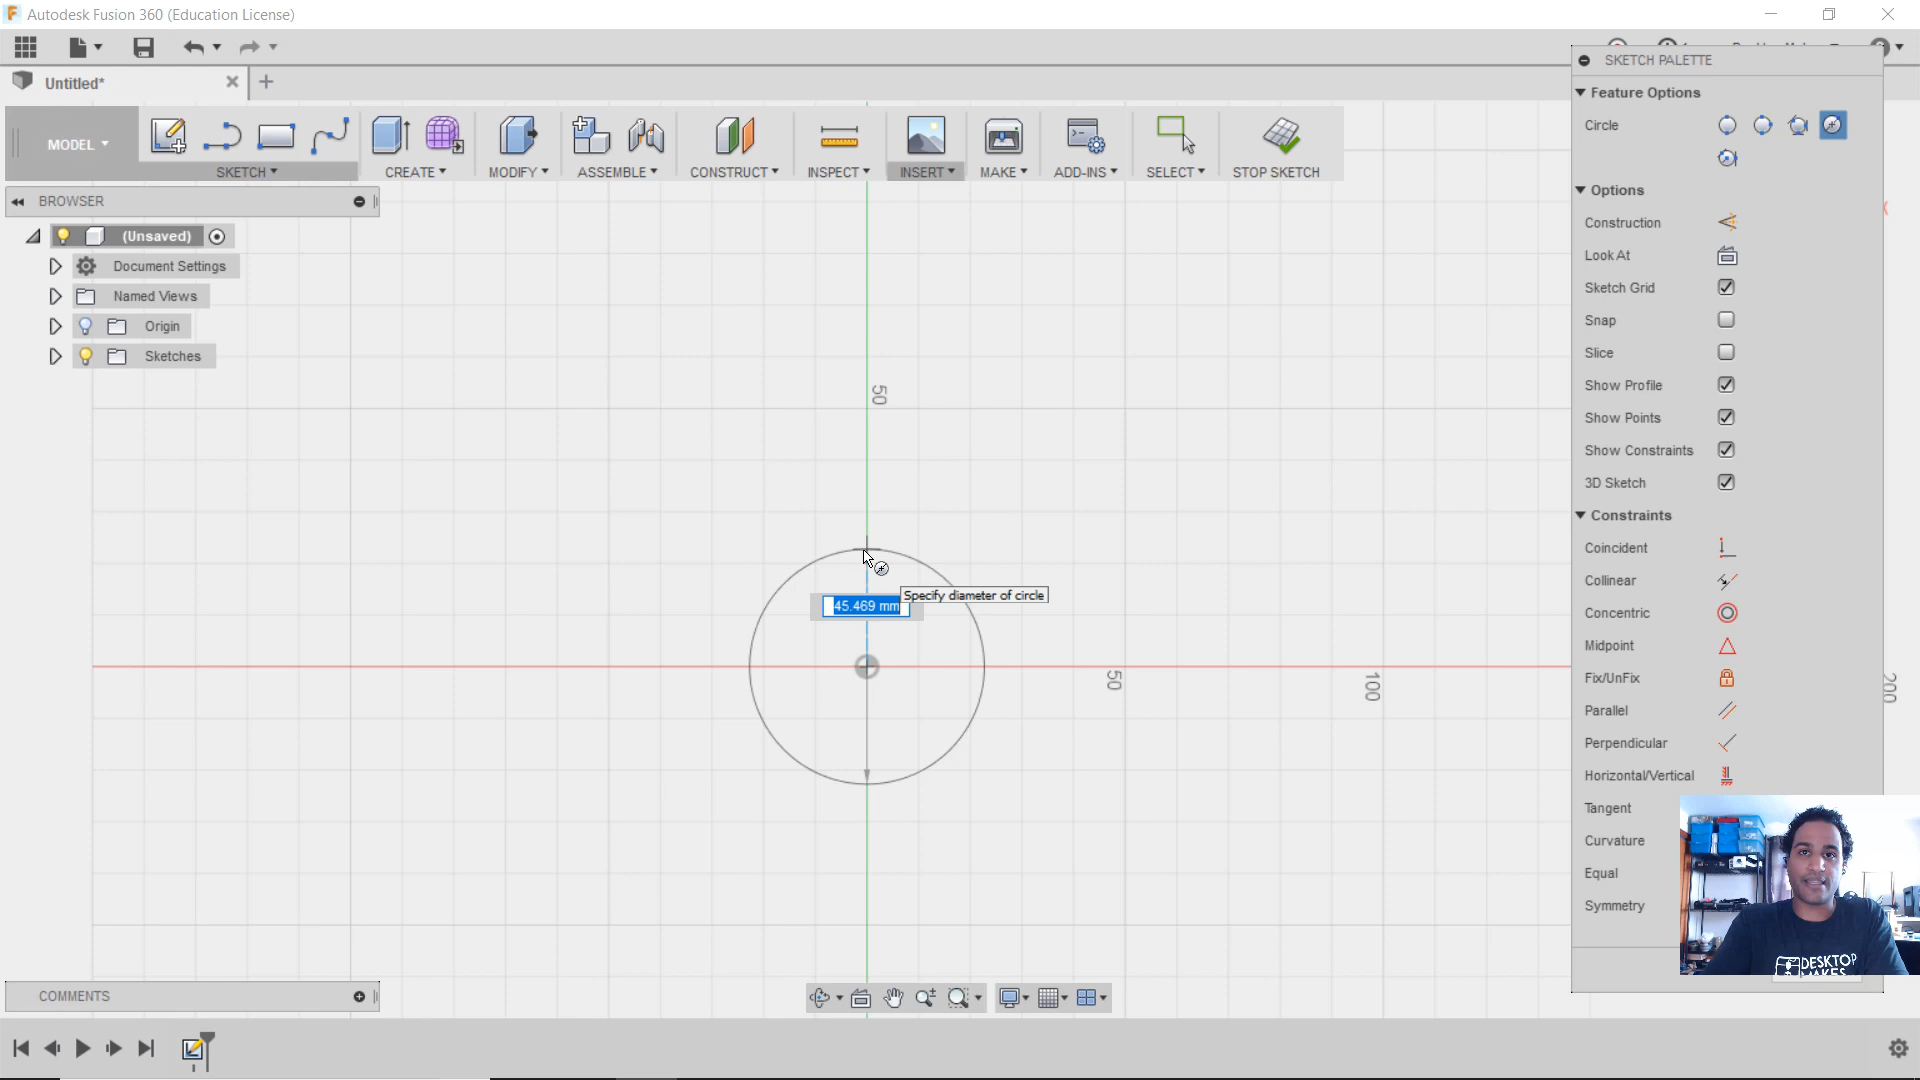 Autodesk Fusion 360 (Education License)
Untitled*
SKETCH PALETTE
Feature Options
Circle
MODEL
SKETCH
CREATE
MODIFY
ASSEMBLE
CONSTRUCT
INSPECT
INSERT
MAKE
ADD-INS
SELECT
STOP SKETCH
BROWSER
(Unsaved)
Document Settings
Named Views
Origin
Sketches
Options
Construction
Look At
Sketch Grid
Snap
Slice
Show Profile
Show Points
Show Constraints
3D Sketch
Constraints
Coincident
Collinear
Concentric
Midpoint
Fix/UnFix
Parallel
Perpendicular
Horizontal/Vertical
Tangent
Curvature
Equal
Symmetry
50
Specify diameter of circle
45.469 mm
50
100
200
DESKTOP
MAKES
COMMENTS